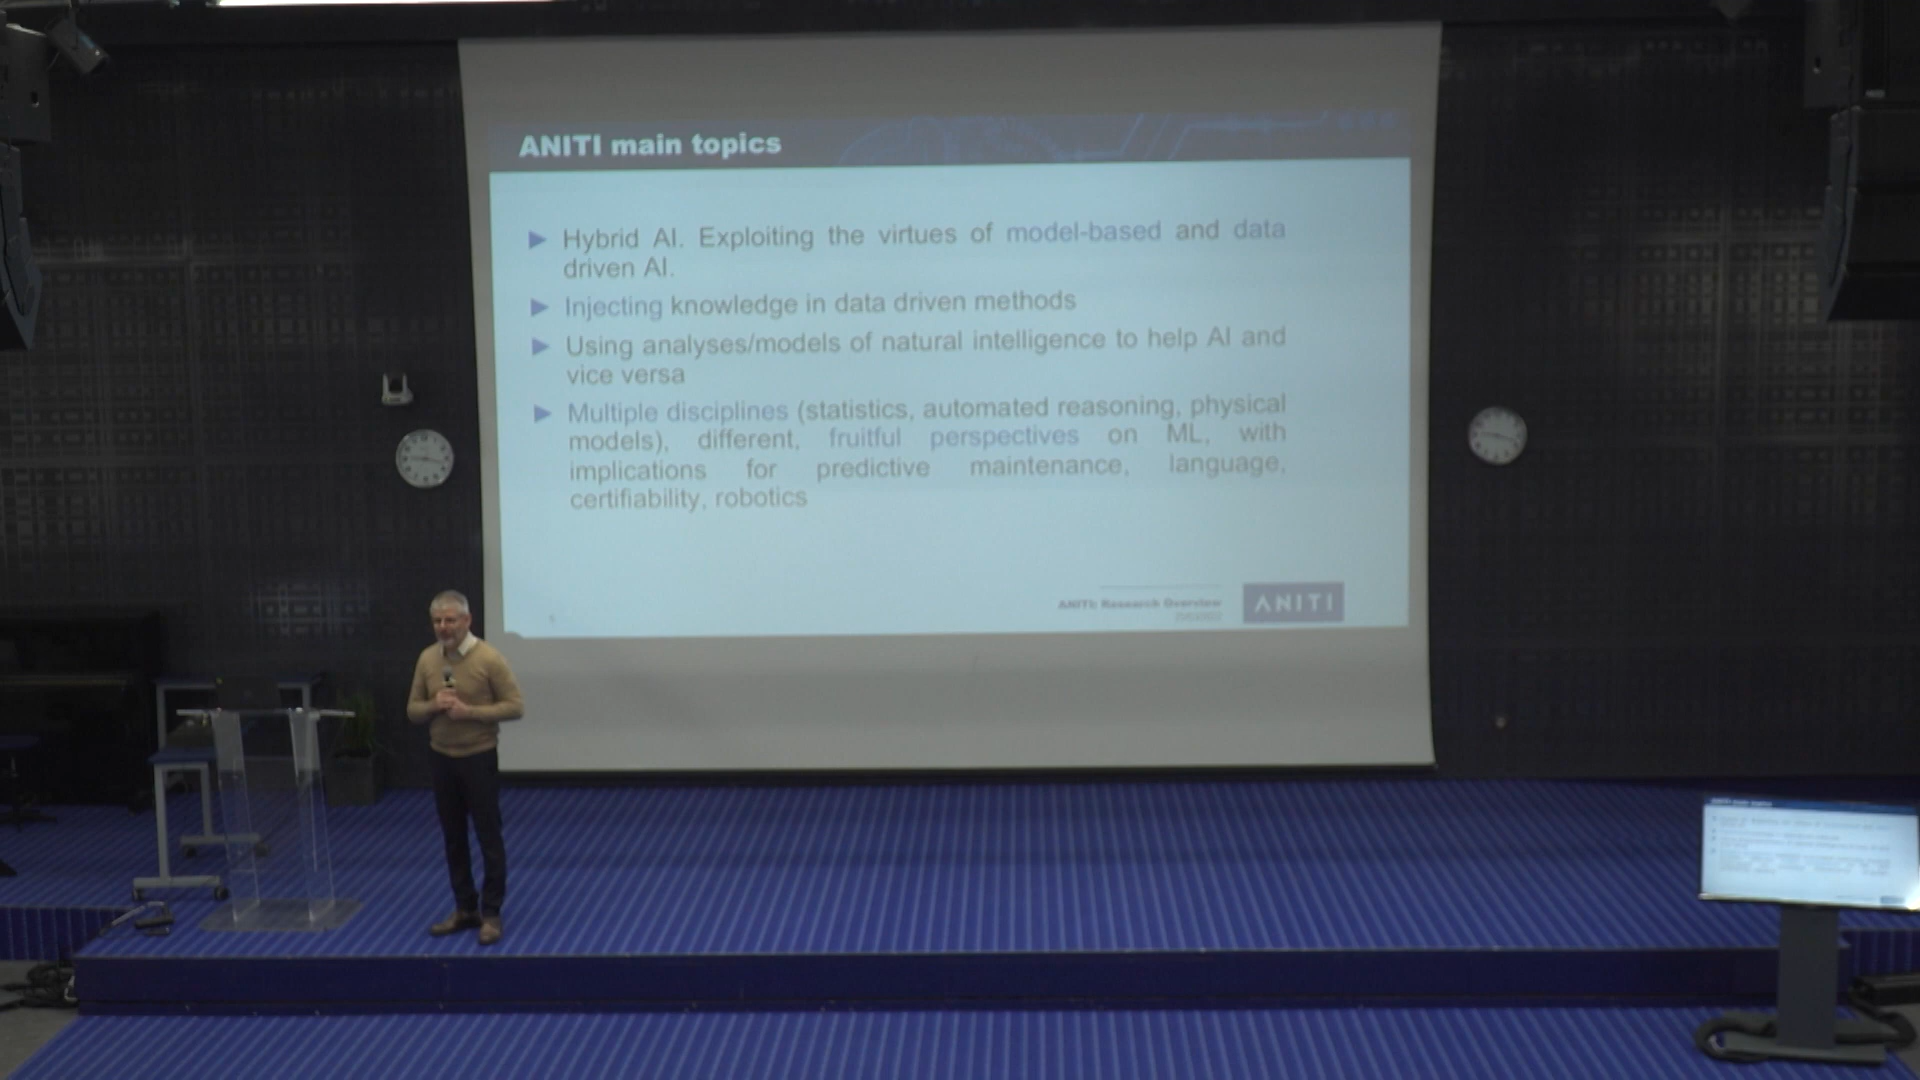 ANITI main topics
Hybrid AI. Exploiting the virtues of model-based and data
driven AI.
Injecting knowledge in data driven methods
Using analyses/models of natural intelligence to help AI and
vice versa
Multiple disciplines (statistics, automated reasoning, physical
models), different, fruitful perspectives on ML, with
implications for predictive maintenance, language,
certifiability, robotics
ANITI: Research Overview
ANITI